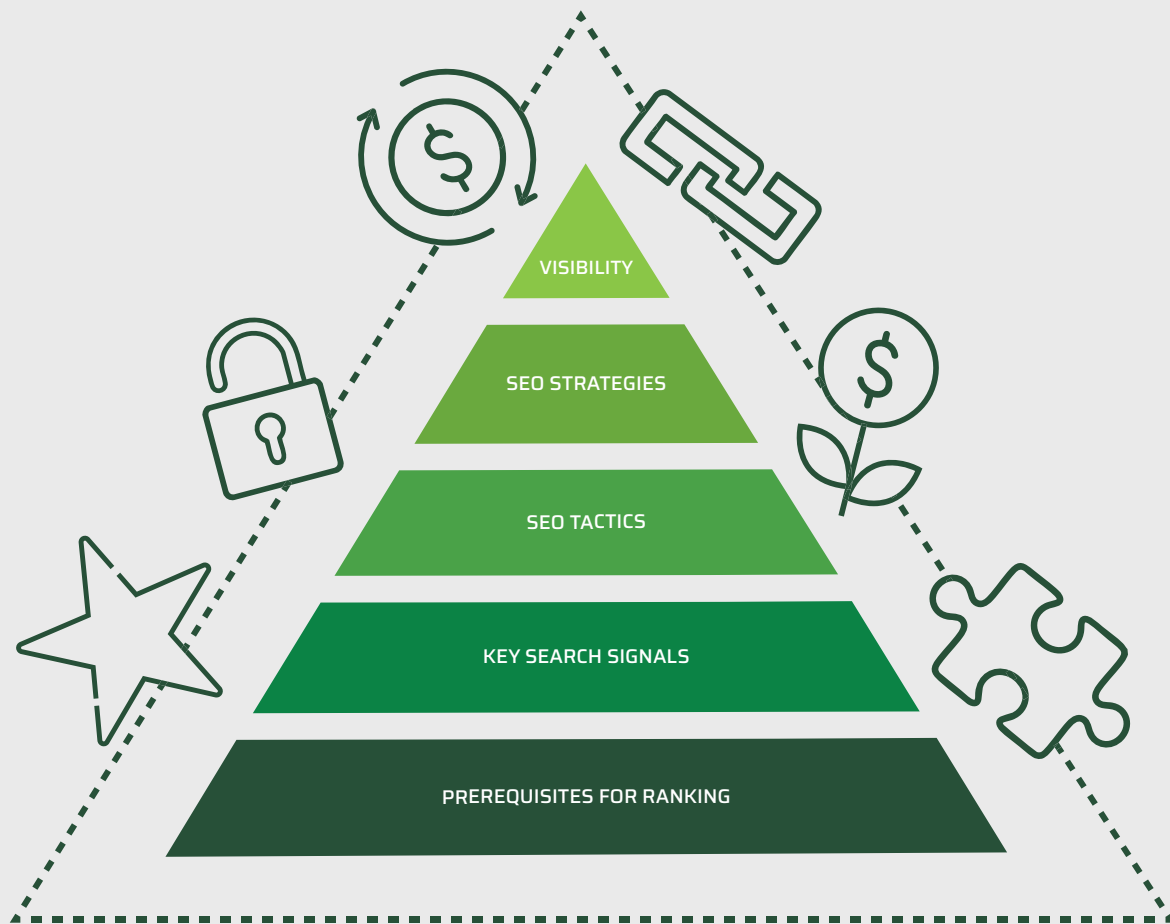 VISIBILITY
SEO STRATEGIES
SEO TACTICS
KEY SEARCH SIGNALS
PREREQUISITES FOR RANKING